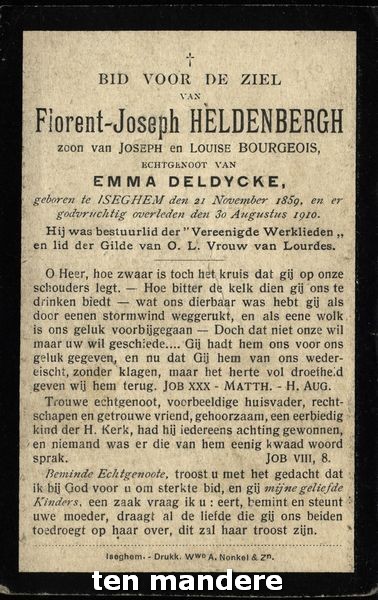 †
BID VOOR DE ZIEL
VAN
Florent-Joseph HELDENBERGH
zoon van JOSEPH en LOUISE BOURGEOIS,
ECHTGENOOT VAN
EMMA DELDYCKE,
geboren te ISEGHEM den 21 November 1859, en er
godvruchtig overleden den 30 Augustus 1910.
Hij was bestuurlid der "Vereenigde Werklieden „
en lid der Gilde van O. L. Vrouw van Lourdes.
O Heer, hoe zwaar is toch het kruis dat gij op onze
schouders legt. — Hoe bitter de kelk dien gij ons te
drinken biedt — wat ons dierbaar was hebt gij als
door eenen stormwind weggerukt, en als eene wolk
is ons geluk voorbijgegaan — Doch dat niet onze wil
maar uw wil geschiede.... Gij hadt hem ons voor ons
geluk gegeven, en nu dat Gij hem van ons weder-
eischt, zonder klagen, maar het herte vol droefheid
geven wij hem terug. JOB XXX - MATTH. - H. AUG.
Trouwe echtgenoot, voorbeeldige huisvader, recht-
schapen en getrouwe vriend, gehoorzaam, een eerbiedig
kind der H. Kerk, had hij iedereens achting gewonnen,
en niemand was er die van hem eenig kwaad woord
sprak. JOB VIII, 8.
Beminde Echtgenoote, troost u met het gedacht dat
ik bij God voor u om sterkte bid, en gij mijne geliefde
Kinders, een zaak vraag ik u: eert, bemint en steunt
uwe moeder, draagt al de liefde die gij ons beiden
toedroegt op haar over, dit zal haar troost zijn.
Iseghem. - Drukk. Wwe A. Nonkel & Zn.
ten mandere